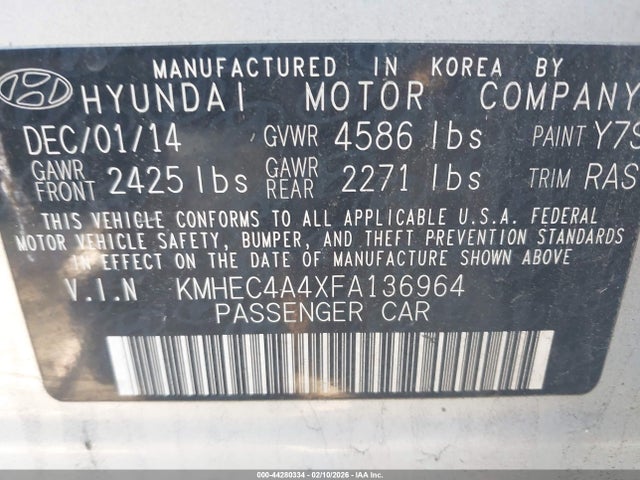 MANUFACTURED IN KOREA BY
HYUNDAI MOTOR COMPANY
DEC/01/14 GVWR 4586 lbs PAINT Y7S
GAWR FRONT 2425 lbs GAWR REAR 2271 lbs TRIM RAS
THIS VEHICLE CONFORMS TO ALL APPLICABLE U.S.A. FEDERAL
MOTOR VEHICLE SAFETY, BUMPER, AND THEFT PREVENTION STANDARDS
IN EFFECT ON THE DATE OF MANUFACTURE SHOWN ABOVE
V.I.N KMHEC4A4XFA136964
PASSENGER CAR
000-44280334 - 02/10/2026 - IAA Inc.